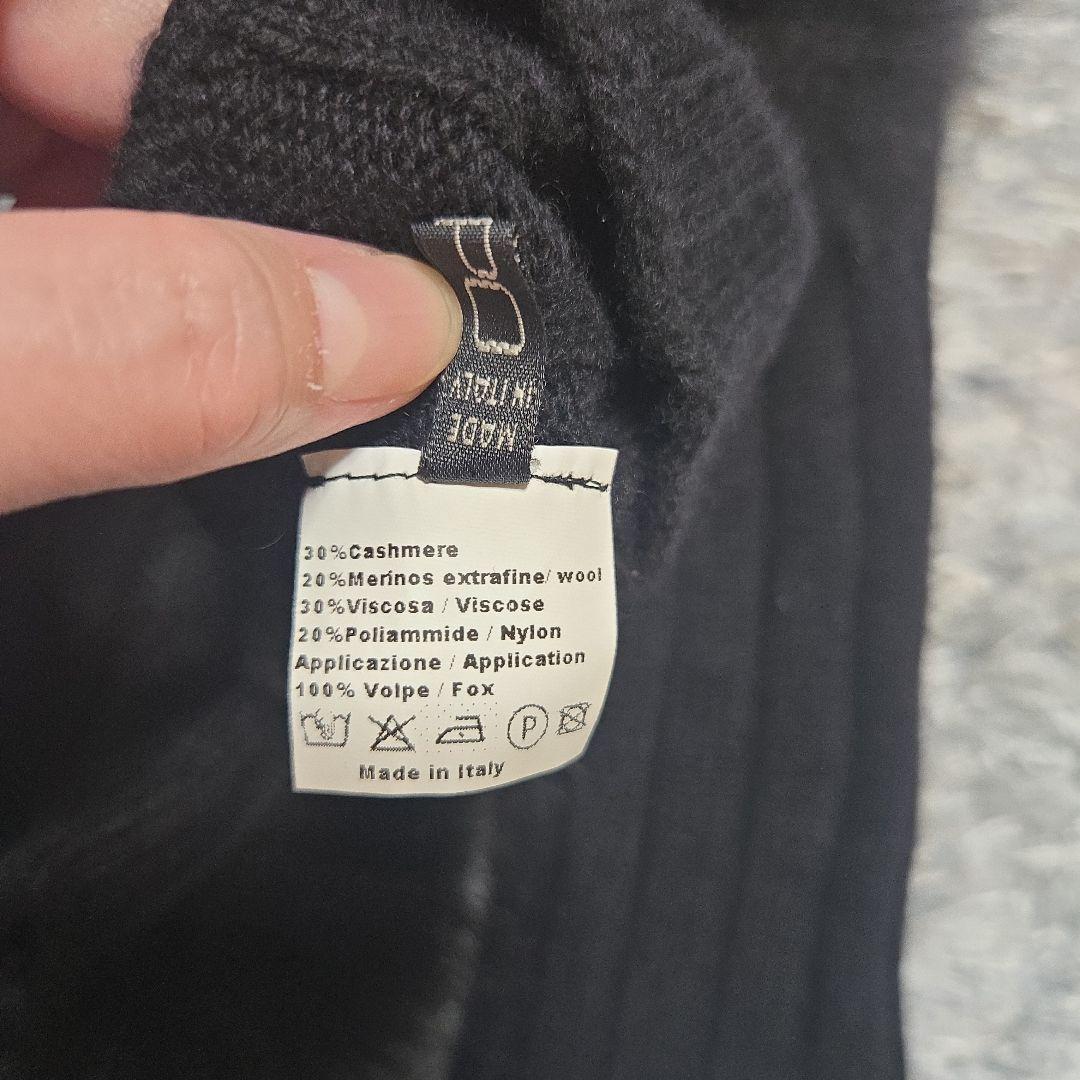 MADE
IN ITALY
30%Cashmere
20%Merinos extrafine/ wool
30%Viscosa / Viscose
20%Poliammide / Nylon
Applicazione / Application
100% Volpe / Fox
P
Made in Italy